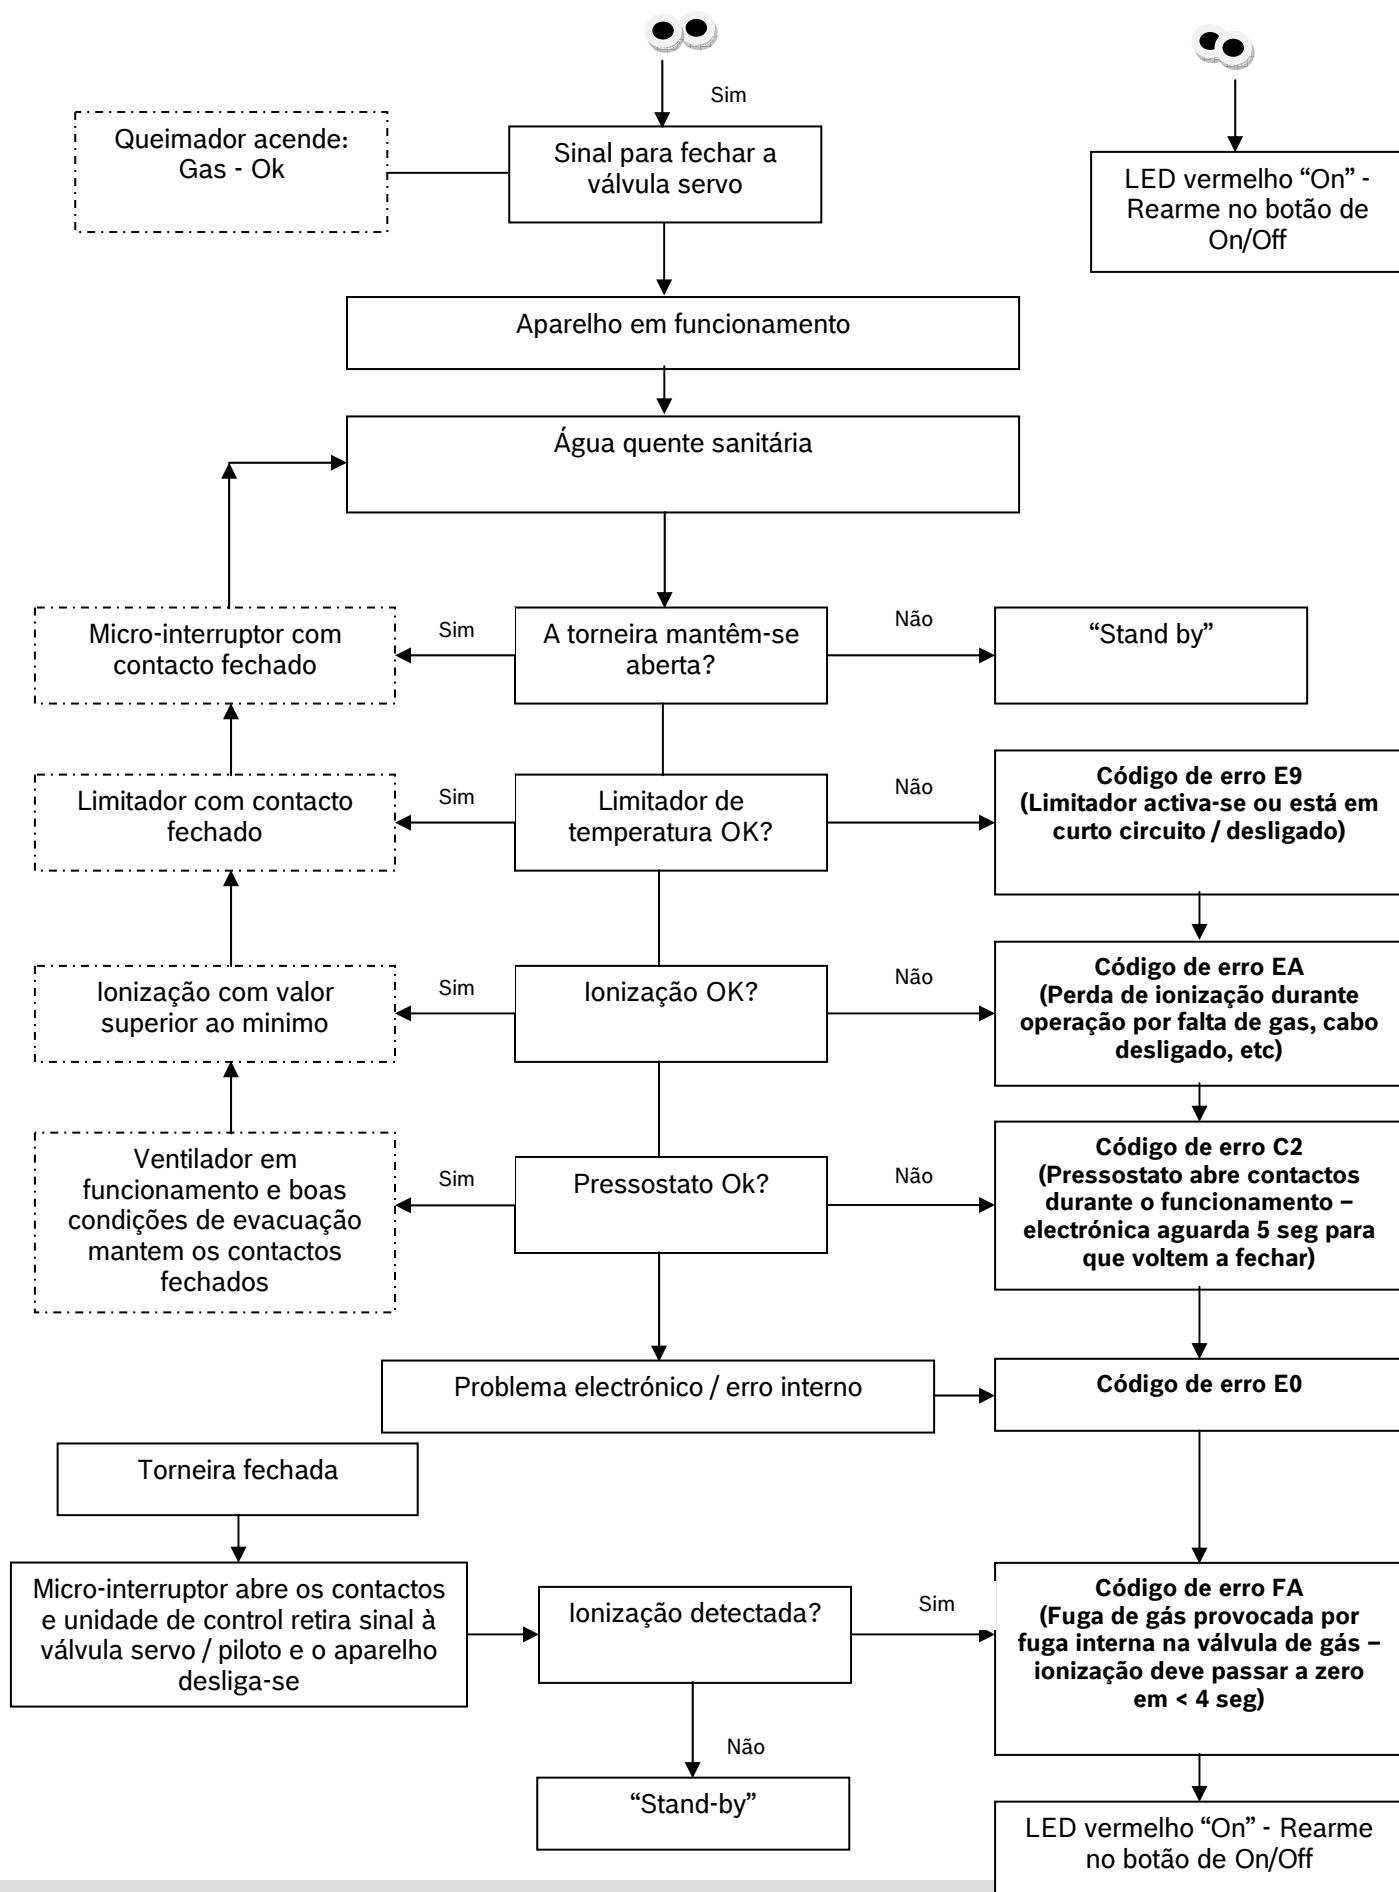 Sim
Queimador acende:
Gas - Ok
Sinal para fechar a
válvula servo
LED vermelho “On” -
Rearme no botão de
On/Off
Aparelho em funcionamento
Água quente sanitária
Micro-interruptor com
contacto fechado
Sim
A torneira mantêm-se
aberta?
Não
“Stand by”
Limitador com contacto
fechado
Sim
Limitador de
temperatura OK?
Não
Código de erro E9
(Limitador activa-se ou está em
curto circuito / desligado)
Ionização com valor
superior ao minimo
Sim
Ionização OK?
Não
Código de erro EA
(Perda de ionização durante
operação por falta de gas, cabo
desligado, etc)
Ventilador em
funcionamento e boas
condições de evacuação
mantem os contactos
fechados
Sim
Pressostato Ok?
Não
Código de erro C2
(Pressostato abre contactos
durante o funcionamento –
electrónica aguarda 5 seg para
que voltem a fechar)
Problema electrónico / erro interno
Código de erro E0
Torneira fechada
Micro-interruptor abre os contactos
e unidade de control retira sinal à
válvula servo / piloto e o aparelho
desliga-se
Ionização detectada?
Sim
Código de erro FA
(Fuga de gás provocada por
fuga interna na válvula de gás –
ionização deve passar a zero
em < 4 seg)
Não
“Stand-by”
LED vermelho “On” - Rearme
no botão de On/Off